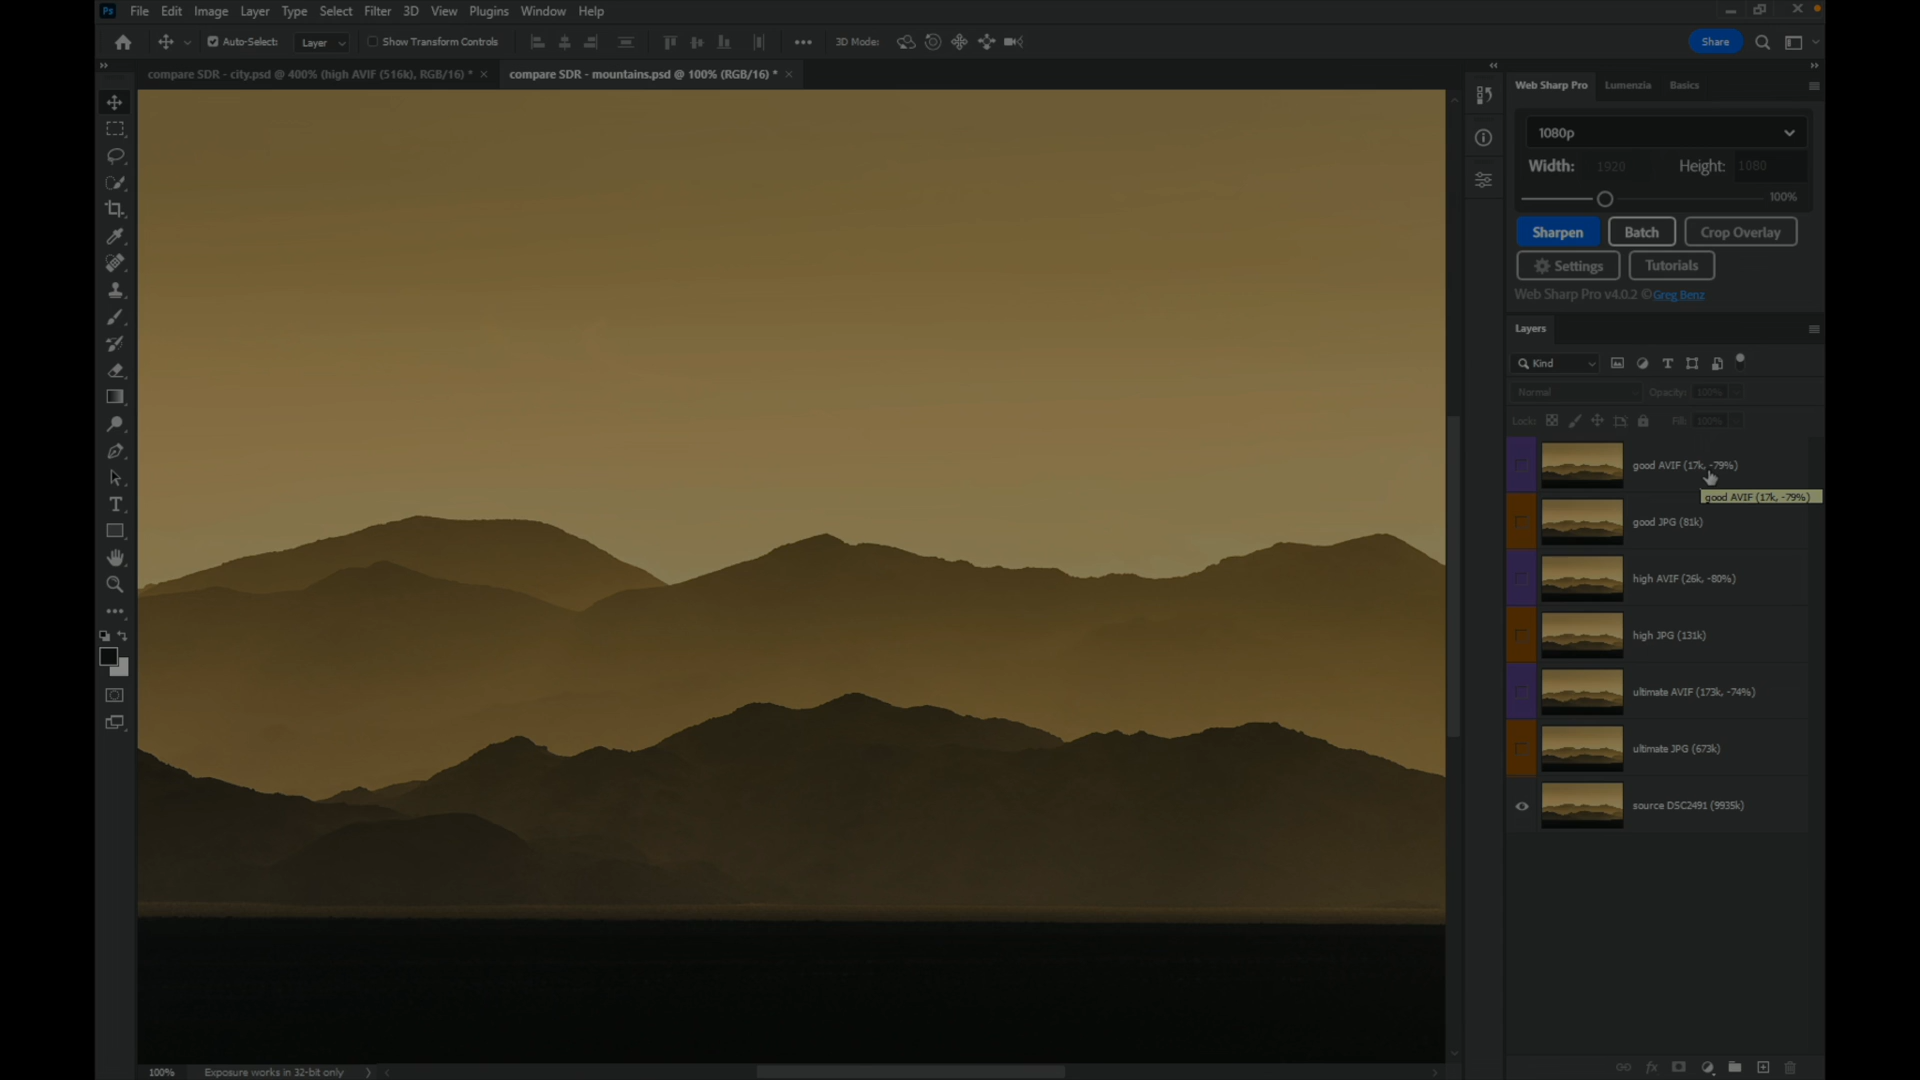 Ps File Edit Image Layer Type Select Filter 3D View Plugins Window Help
Auto-Select: Layer Show Transform Controls 3D Mode: Share
compare SDR - city.psd @ 400% (high AVIF (516k), RGB/16) * compare SDR - mountains.psd @ 100% (RGB/16) *
Web Sharp Pro Lumenzia Basics
1080p
Width: 1920 Height: 1080
100%
Sharpen Batch Crop Overlay
Settings Tutorials
Web Sharp Pro v4.0.2 ©Greg Benz
Layers
Kind
Normal Opacity: 100%
Lock: Fill: 100%
good AVIF (17k, -79%)
good AVIF (17k, -79%)
good JPG (81k)
high AVIF (26k, -80%)
high JPG (131k)
ultimate AVIF (173k, -74%)
ultimate JPG (673k)
source DSC2491 (9935k)
100% Exposure works in 32-bit only